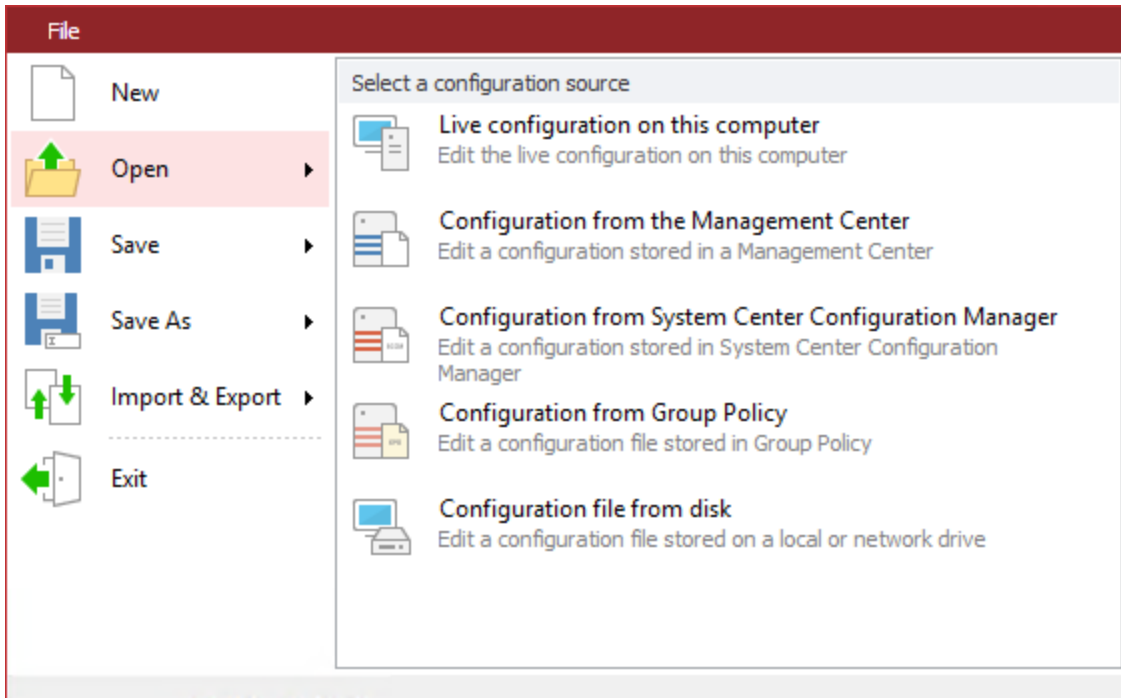 File
New
Open
Save
Save As
Import & Export
Exit
Select a configuration source
Live configuration on this computer
Edit the live configuration on this computer
Configuration from the Management Center
Edit a configuration stored in a Management Center
Configuration from System Center Configuration Manager
Edit a configuration stored in System Center Configuration
Manager
Configuration from Group Policy
Edit a configuration file stored in Group Policy
Configuration file from disk
Edit a configuration file stored on a local or network drive